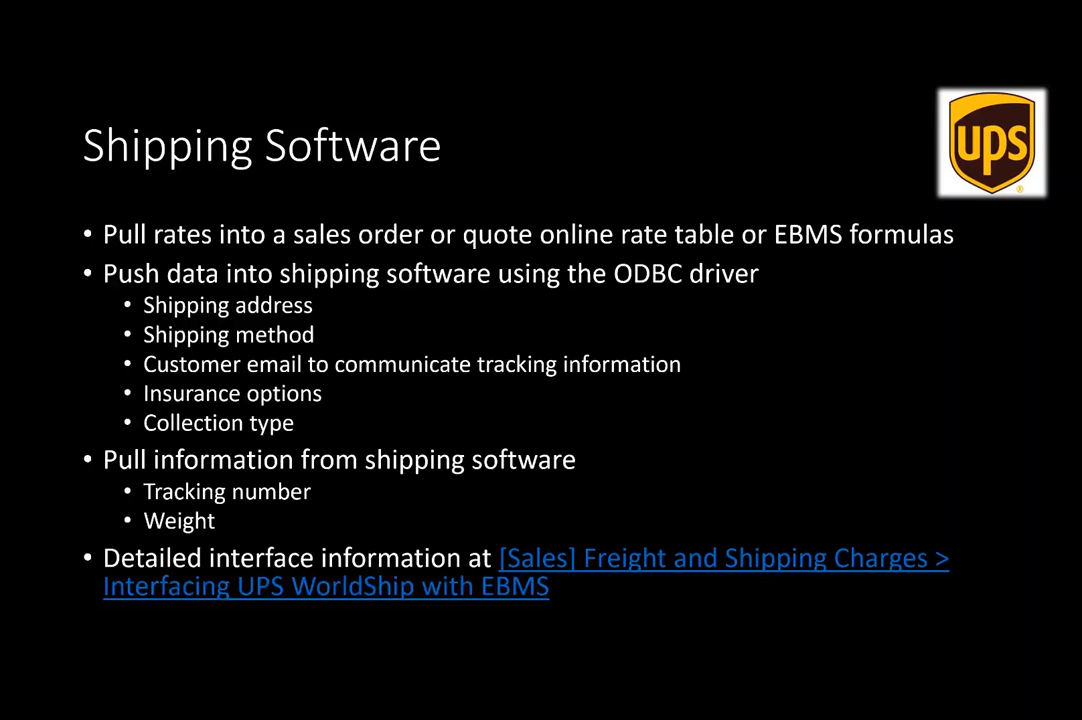 Shipping Software
ups
• Pull rates into a sales order or quote online rate table or EBMS formulas
• Push data into shipping software using the ODBC driver
• Shipping address
• Shipping method
• Customer email to communicate tracking information
• Insurance options
• Collection type
• Pull information from shipping software
• Tracking number
• Weight
• Detailed interface information at [Sales] Freight and Shipping Charges >
Interfacing UPS WorldShip with EBMS